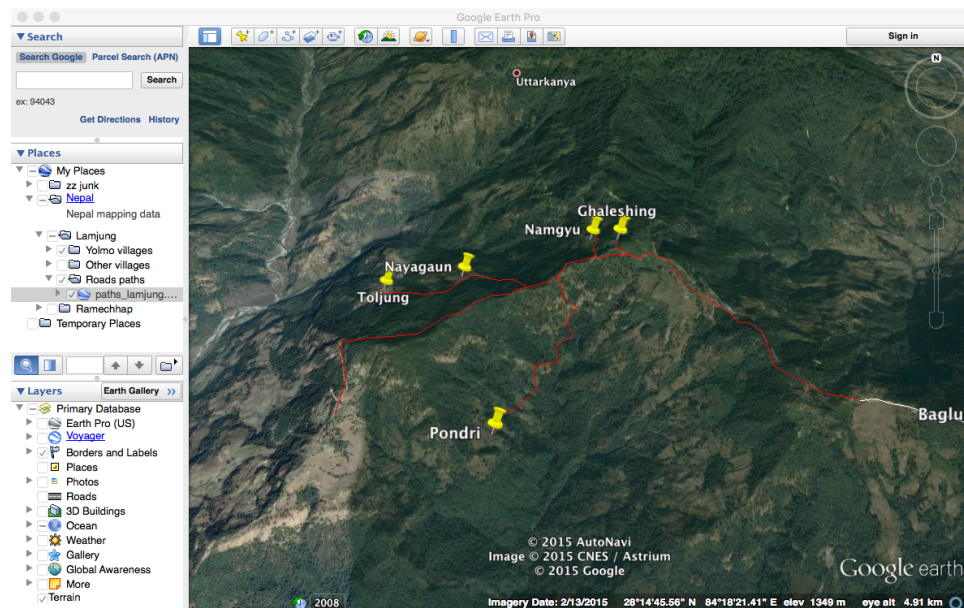 Google Earth Pro
▼ Search
Search Google Parcel Search (APN)
Search
ex: 94043
Get Directions History
▼ Places
My Places
zz junk
Nepal
Nepal mapping data
Lamjung
Yolmo villages
Other villages
Roads paths
paths_lamjung....
Ramechhap
Temporary Places
▼ Layers
Earth Gallery >>
Primary Database
Earth Pro (US)
Voyager
Borders and Labels
Places
Photos
Roads
3D Buildings
Ocean
Weather
Gallery
Global Awareness
More
Terrain
Sign in
N
Uttarkanya
Ghaleshing
Namgyu
Nayagaun
Toljung
Pondri
Baglu
© 2015 AutoNavi
Image © 2015 CNES / Astrium
© 2015 Google
Google earth
2008
Imagery Date: 2/13/2015 28°14'45.56" N 84°18'21.41" E elev 1349 m eye alt 4.91 km